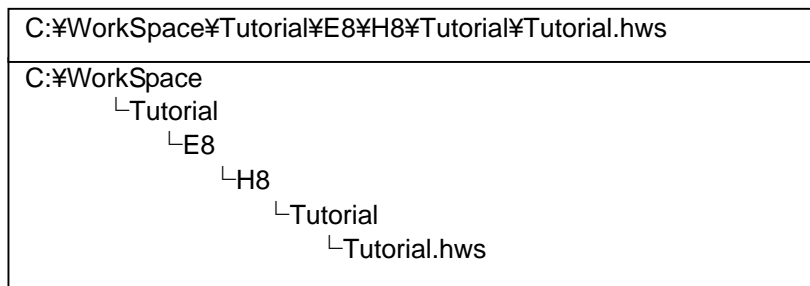 C:¥WorkSpace¥Tutorial¥E8¥H8¥Tutorial¥Tutorial.hws
C:¥WorkSpace
└Tutorial
└E8
└H8
└Tutorial
└Tutorial.hws